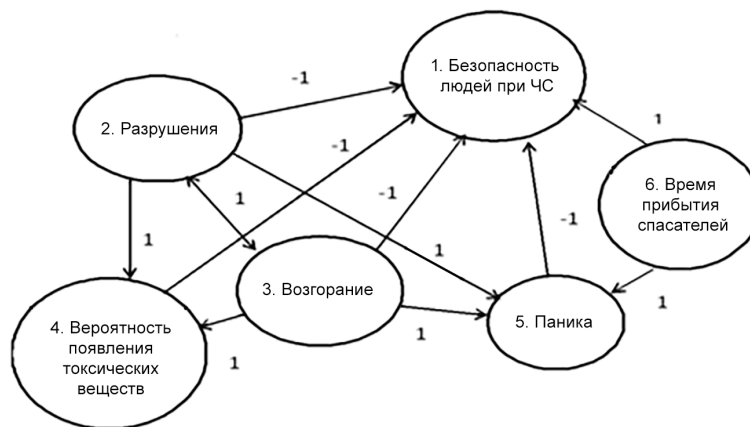 1. Безопасность
людей при ЧС
-1
1
2. Разрушения
-1
6. Время
прибытия
спасателей
1
-1
-1
1
1
3. Возгорание
1
5. Паника
4. Вероятность
появления
токсических
веществ
1
1